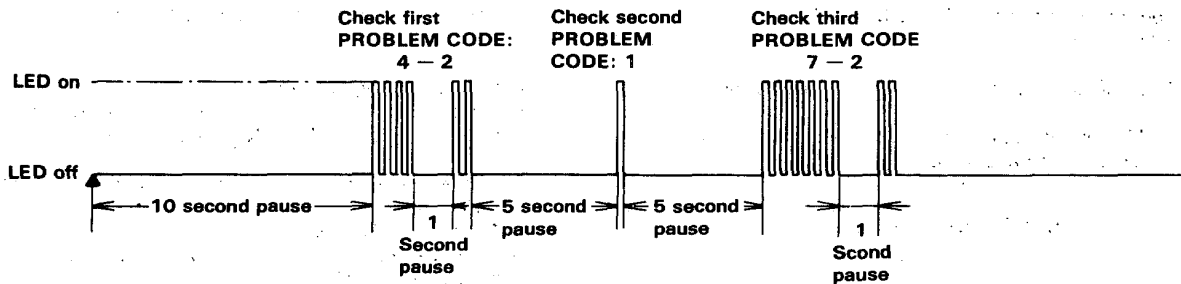 Check first
PROBLEM CODE:
4 – 2
Check second
PROBLEM
CODE: 1
Check third
PROBLEM CODE
7 – 2
LED on
LED off
10 second pause
1
Second
pause
5 second
pause
5 second
pause
1
Scond
pause